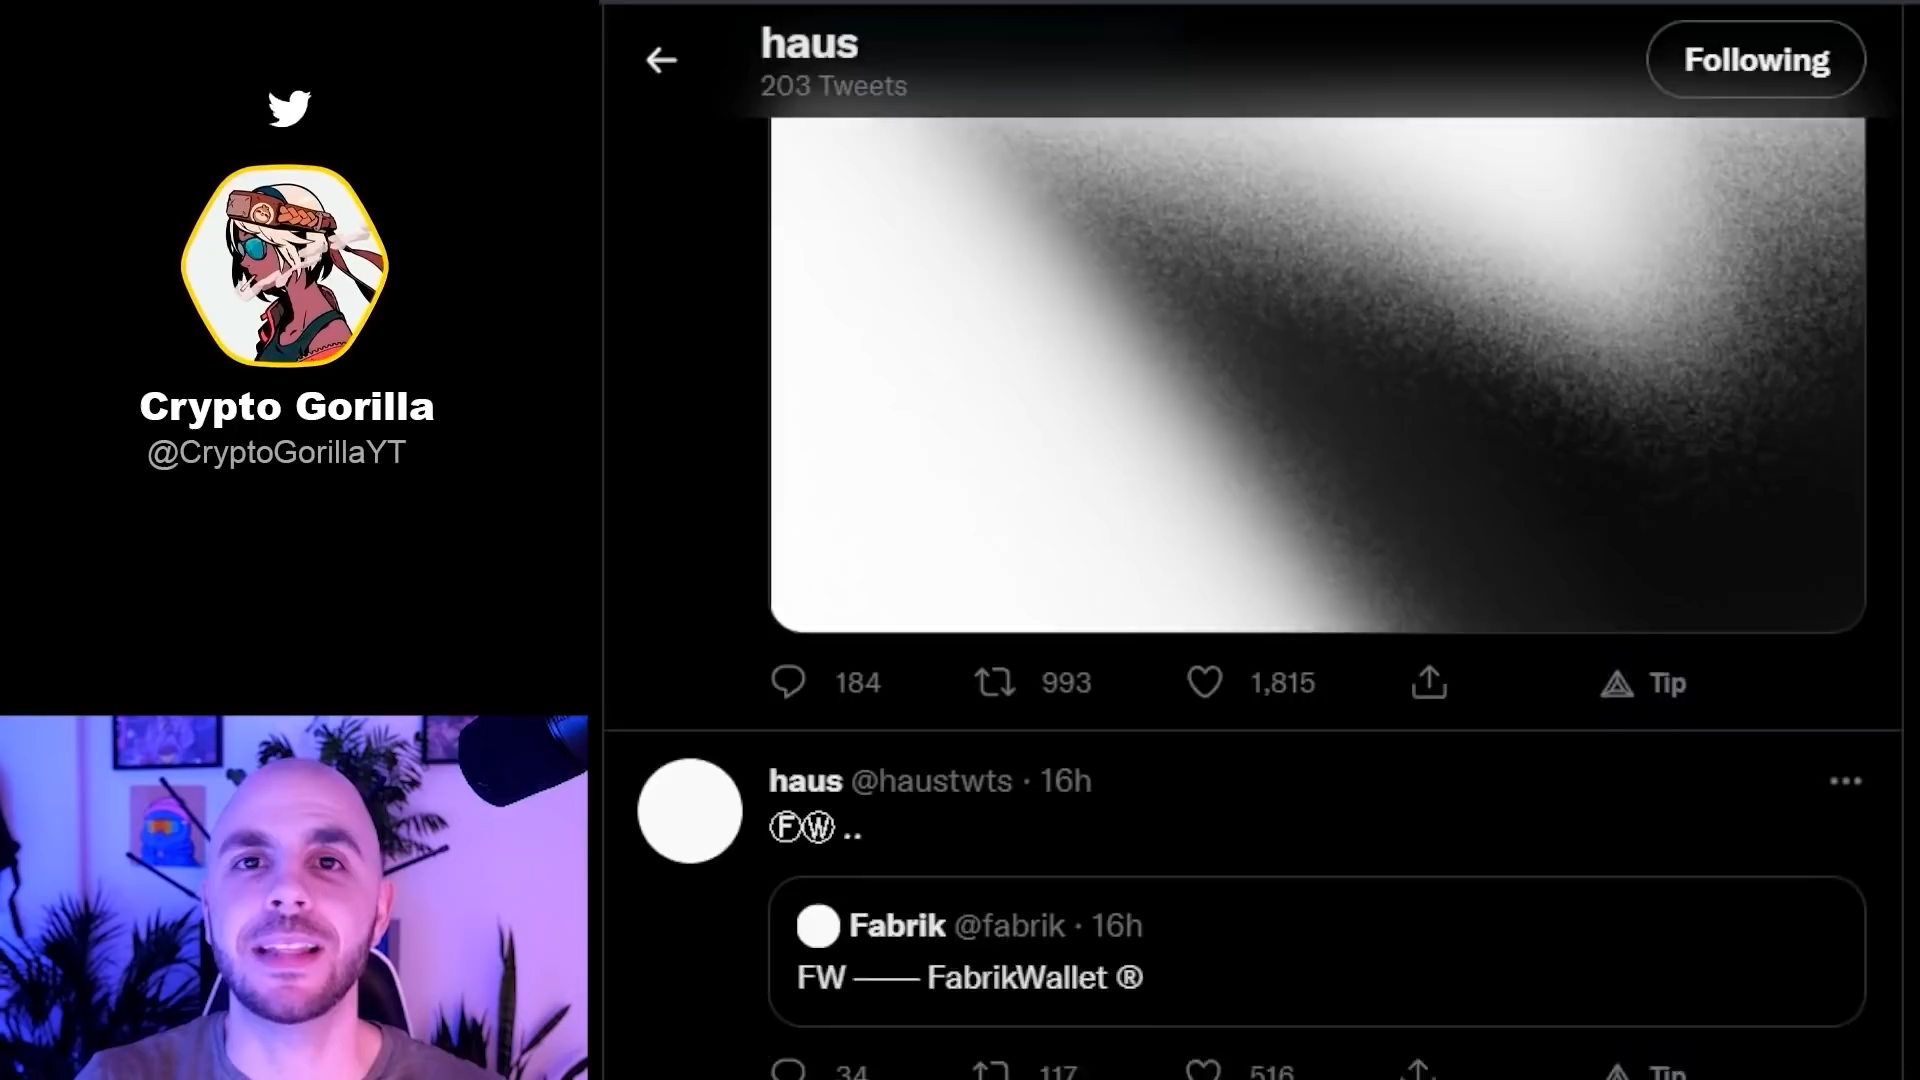 Crypto Gorilla
@CryptoGorillaYT
haus
203 Tweets
Following
184 993 1,815 Tip
haus @haustwts · 16h
ⒻⓌ ..
Fabrik @fabrik · 16h
FW —— FabrikWallet ®
34 117 516 Tip